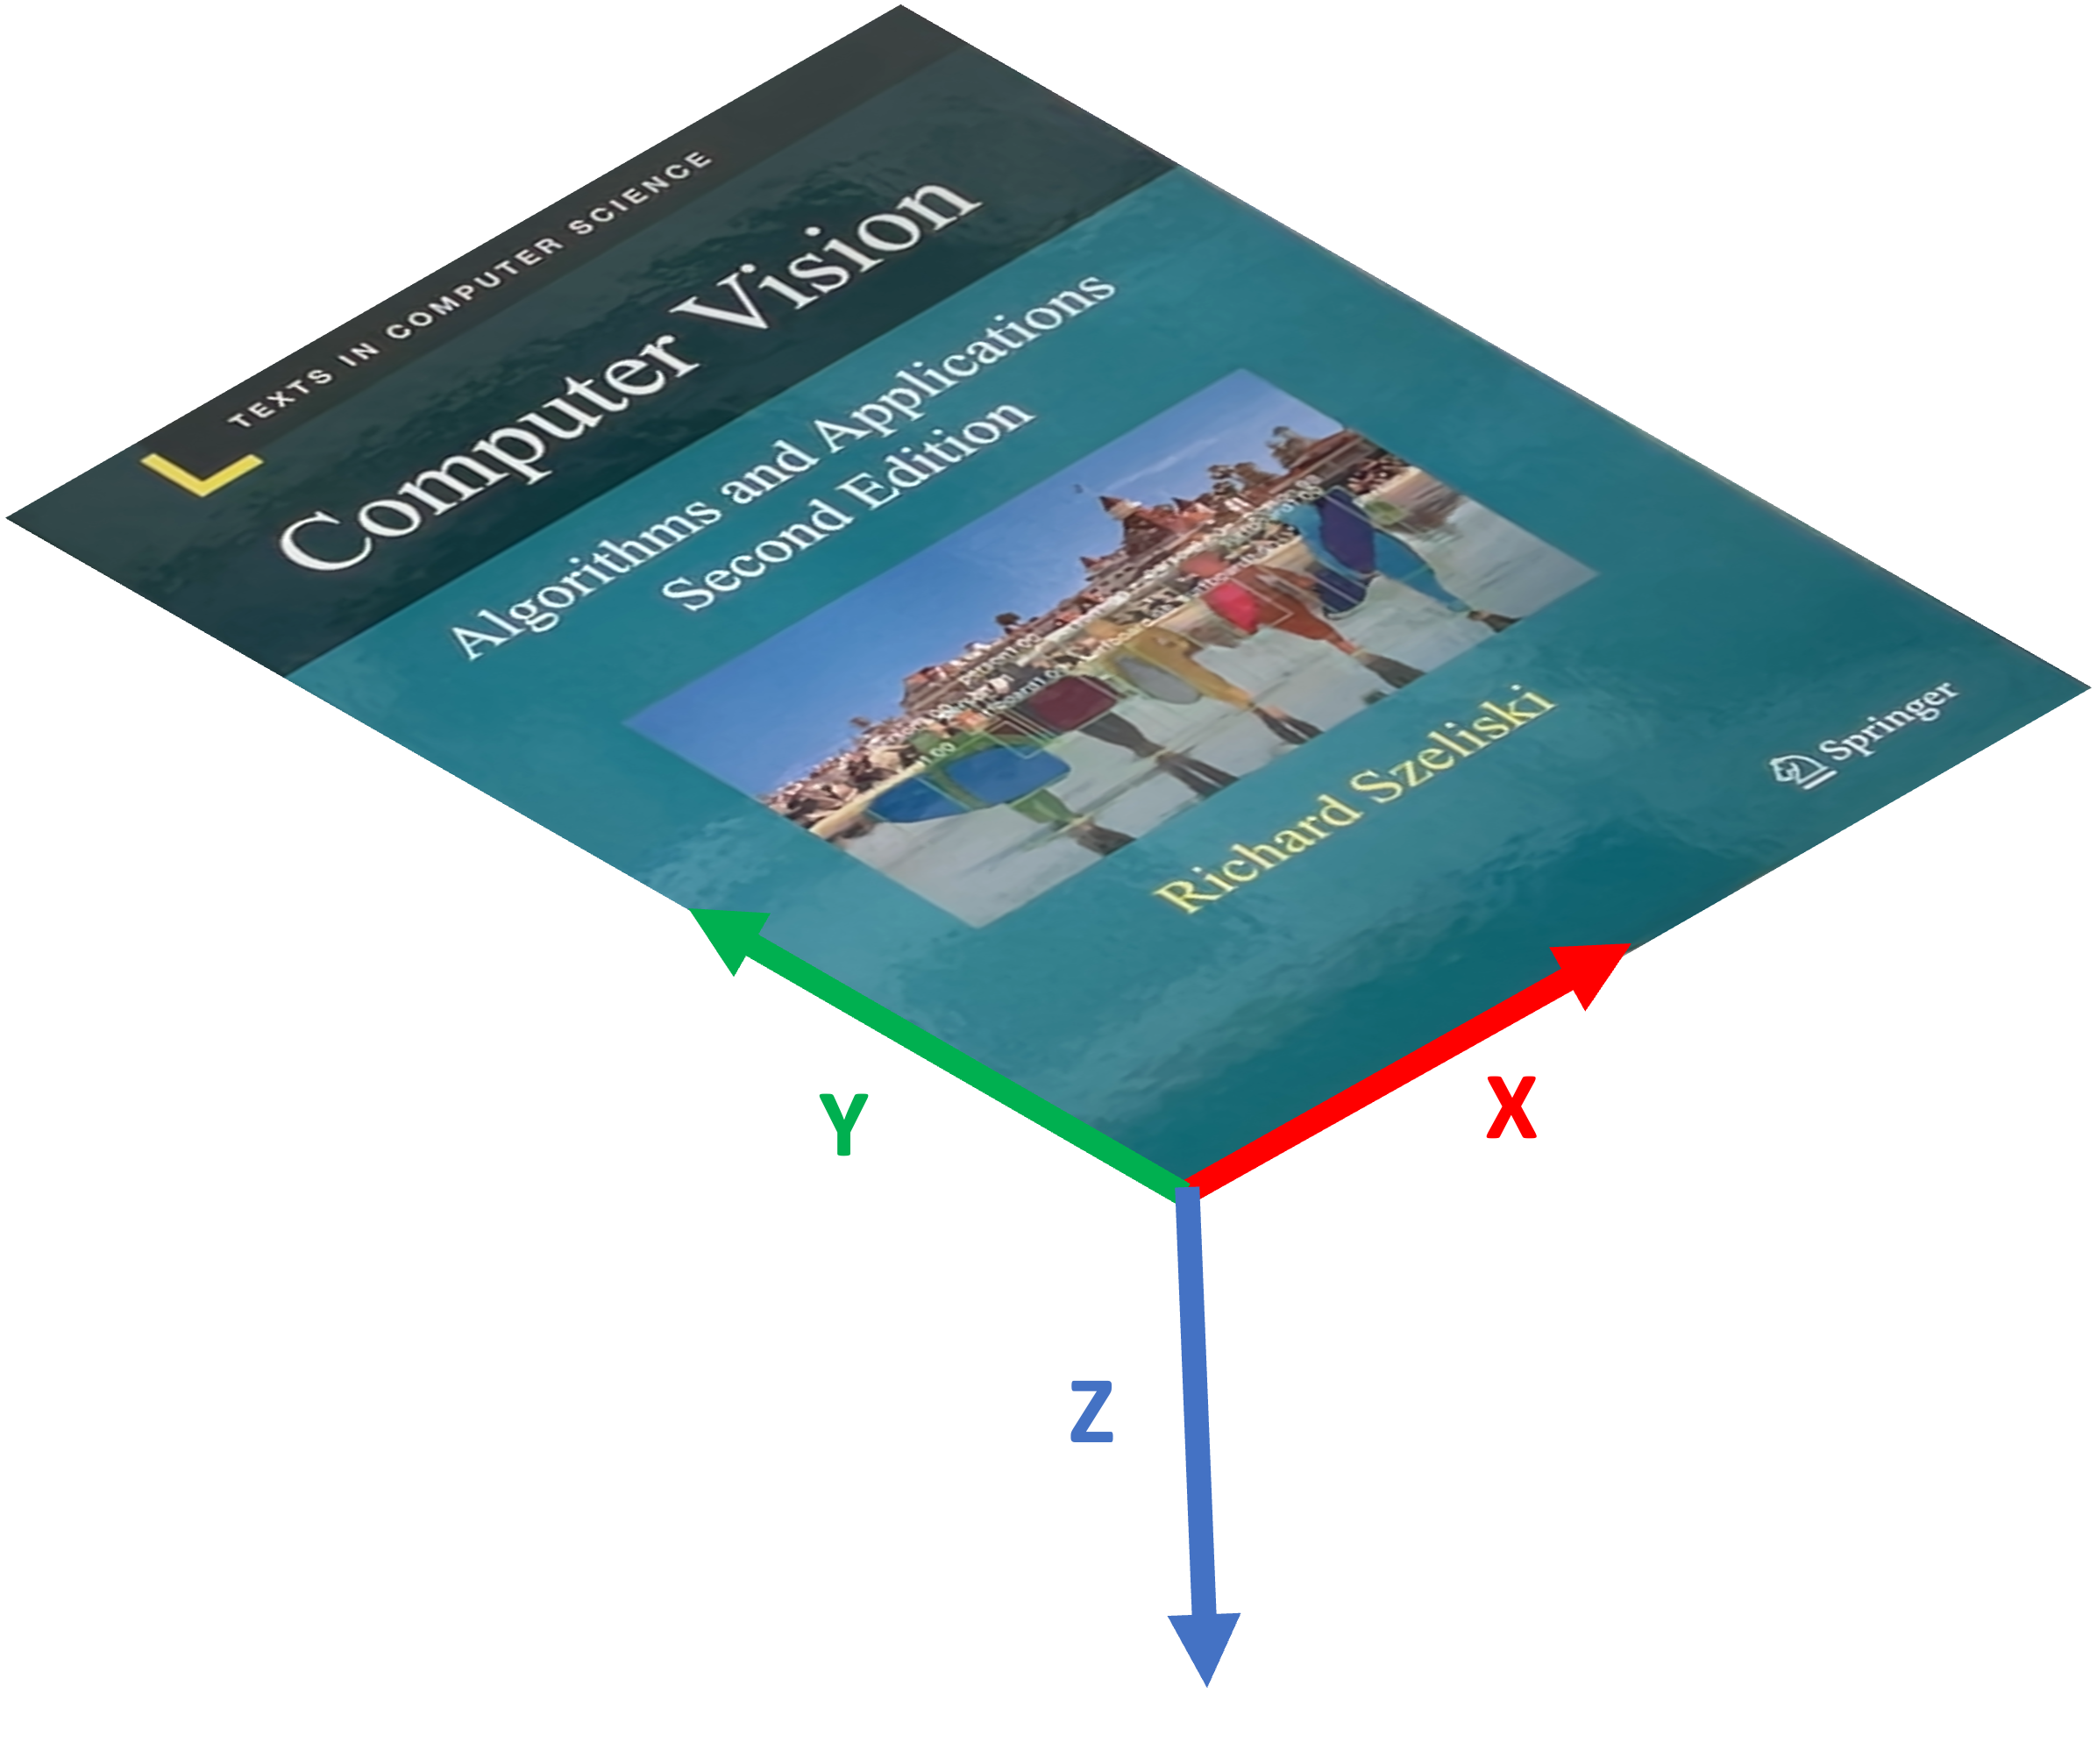 TEXTS IN COMPUTER SCIENCE
Computer Vision
Algorithms and Applications
Second Edition
Richard Szeliski
Springer
Y
X
Z